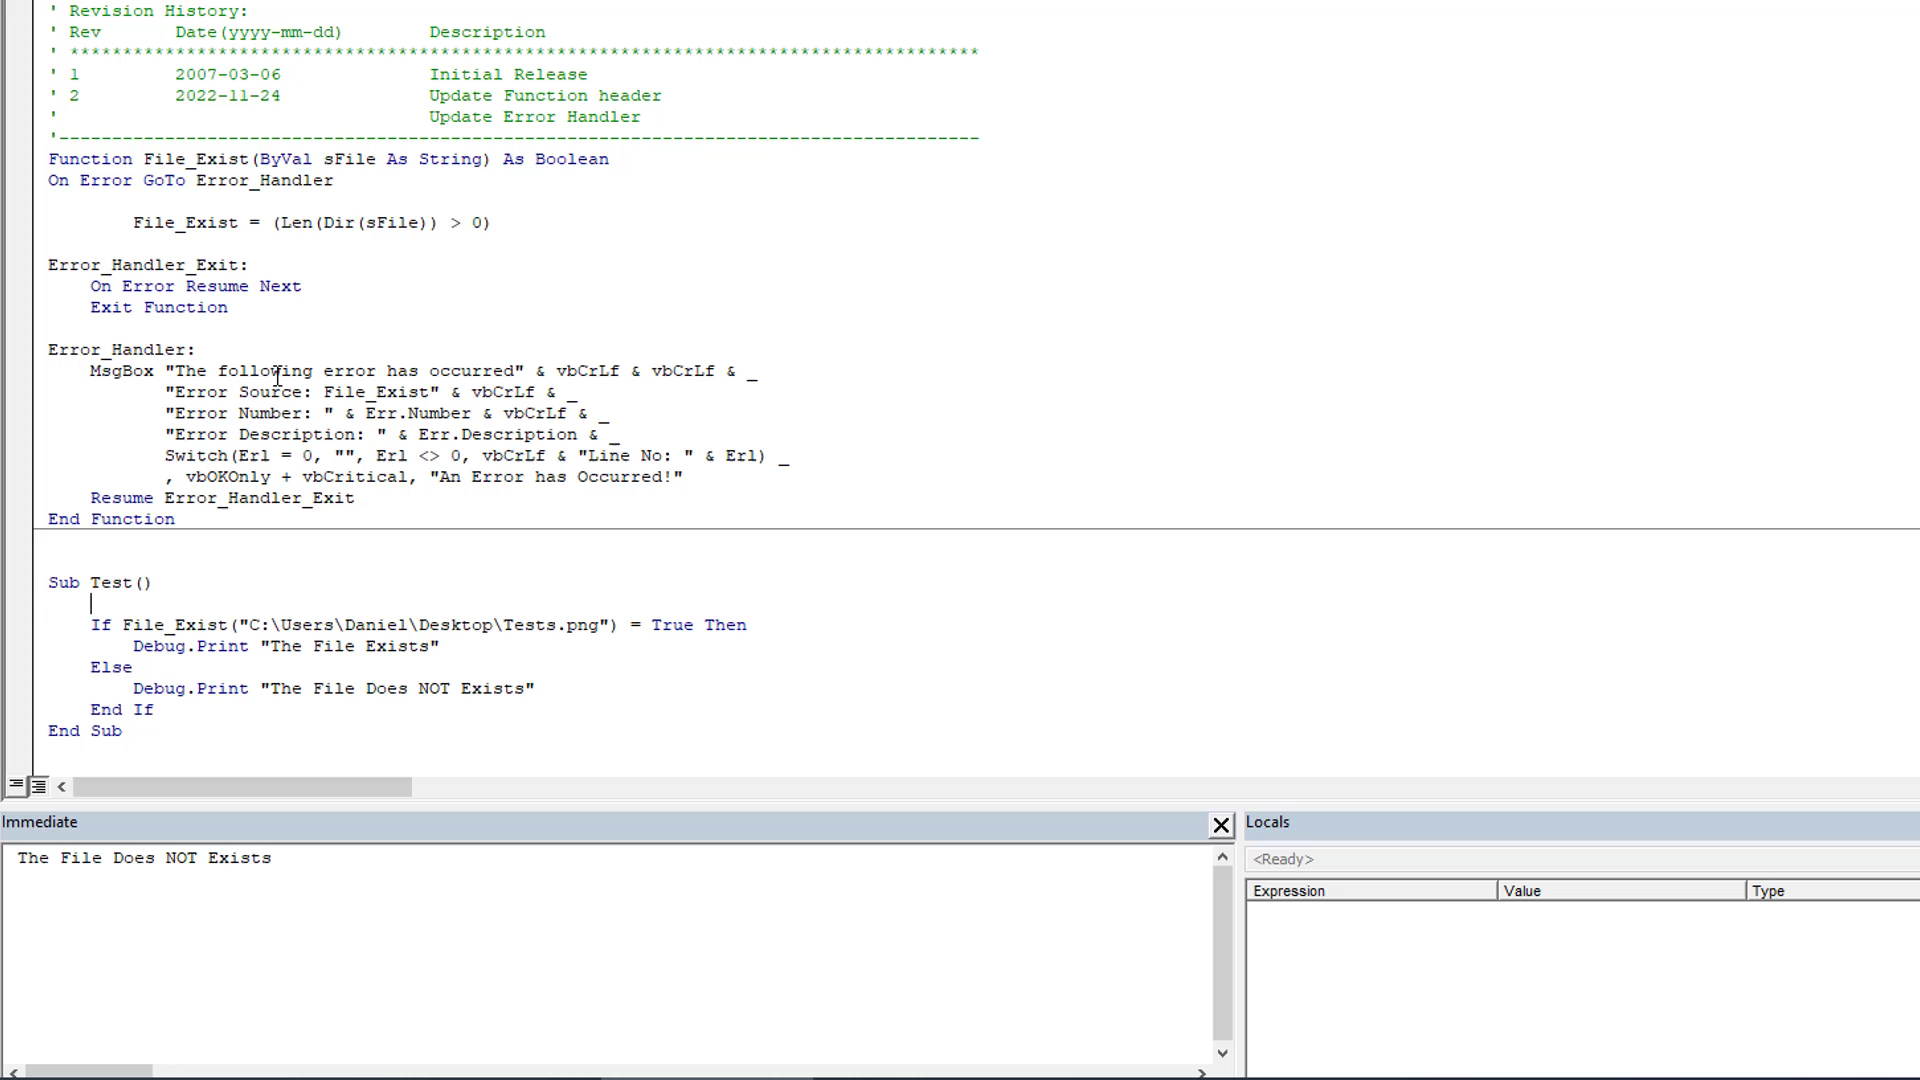 ' Revision History:
' Rev       Date(yyyy-mm-dd)        Description
' **************************************************************************************
' 1         2007-03-06              Initial Release
' 2         2022-11-24              Update Function header
'                                   Update Error Handler
'---------------------------------------------------------------------------------------
Function File_Exist(ByVal sFile As String) As Boolean
On Error GoTo Error_Handler
        File_Exist = (Len(Dir(sFile)) > 0)
Error_Handler_Exit:
    On Error Resume Next
    Exit Function
Error_Handler:
    MsgBox "The following error has occurred" & vbCrLf & vbCrLf & _
           "Error Source: File_Exist" & vbCrLf & _
           "Error Number: " & Err.Number & vbCrLf & _
           "Error Description: " & Err.Description & _
           Switch(Erl = 0, "", Erl <> 0, vbCrLf & "Line No: " & Erl) _
           , vbOKOnly + vbCritical, "An Error has Occurred!"
    Resume Error_Handler_Exit
End Function
Sub Test()
    If File_Exist("C:\Users\Daniel\Desktop\Tests.png") = True Then
        Debug.Print "The File Exists"
    Else
        Debug.Print "The File Does NOT Exists"
    End If
End Sub
Immediate
The File Does NOT Exists
Locals
<Ready>
Expression Value Type